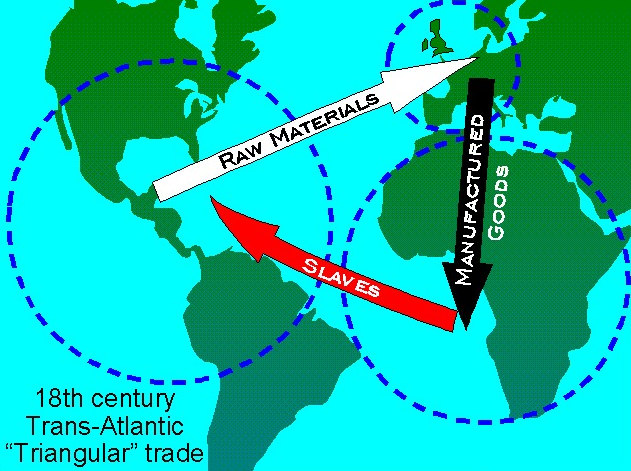 Raw Materials
Manufactured
Goods
Slaves
18th century
Trans-Atlantic
“Triangular” trade